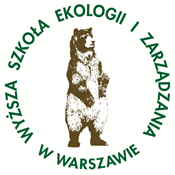 WYŻSZA SZKOŁA EKOLOGII I ZARZĄDZANIA
W WARSZAWIE